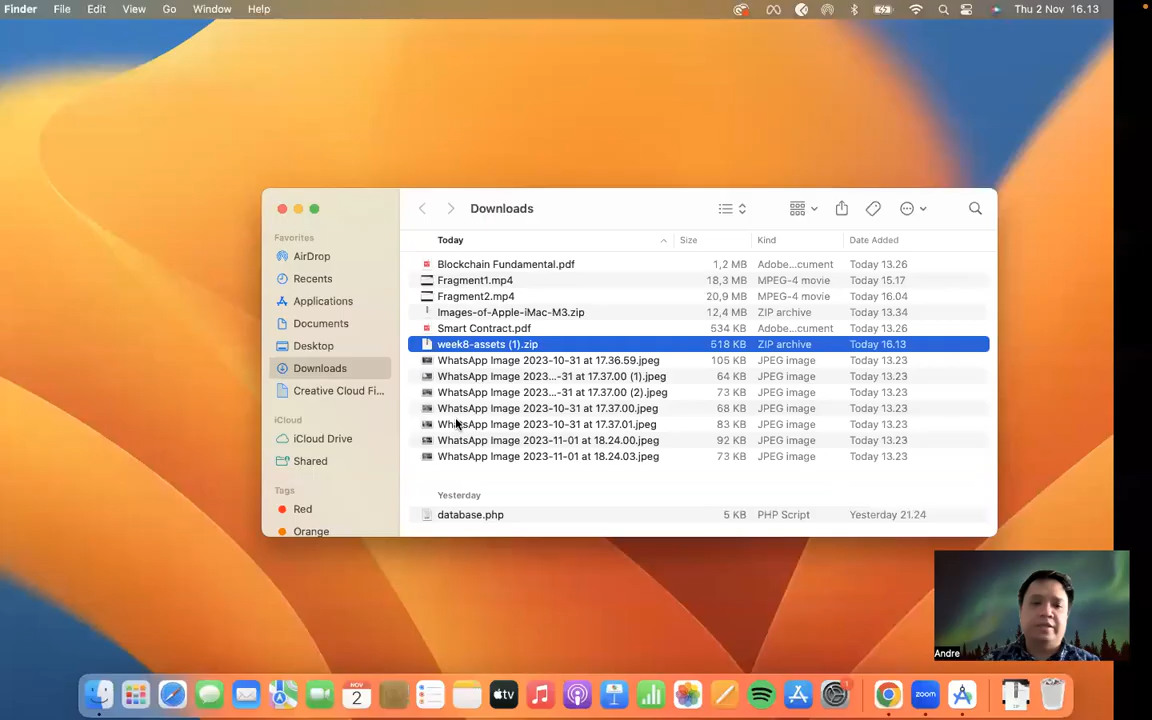 Finder File Edit View Go Window Help Thu 2 Nov 16.13
Downloads
Favorites
AirDrop
Recents
Applications
Documents
Desktop
Downloads
Creative Cloud Fi...
iCloud
iCloud Drive
Shared
Tags
Red
Orange
Today Size Kind Date Added
Blockchain Fundamental.pdf 1,2 MB Adobe...cument Today 13.26
Fragment1.mp4 18,3 MB MPEG-4 movie Today 15.17
Fragment2.mp4 20,9 MB MPEG-4 movie Today 16.04
Images-of-Apple-iMac-M3.zip 12,4 MB ZIP archive Today 13.34
Smart Contract.pdf 534 KB Adobe...cument Today 13.26
week8-assets (1).zip 518 KB ZIP archive Today 16.13
WhatsApp Image 2023-10-31 at 17.36.59.jpeg 105 KB JPEG image Today 13.23
WhatsApp Image 2023...-31 at 17.37.00 (1).jpeg 64 KB JPEG image Today 13.23
WhatsApp Image 2023...-31 at 17.37.00 (2).jpeg 73 KB JPEG image Today 13.23
WhatsApp Image 2023-10-31 at 17.37.00.jpeg 68 KB JPEG image Today 13.23
WhatsApp Image 2023-10-31 at 17.37.01.jpeg 83 KB JPEG image Today 13.23
WhatsApp Image 2023-11-01 at 18.24.00.jpeg 92 KB JPEG image Today 13.23
WhatsApp Image 2023-11-01 at 18.24.03.jpeg 73 KB JPEG image Today 13.23
Yesterday
database.php 5 KB PHP Script Yesterday 21.24
Andre
NOV
2
tv
zoom
1
ZIP